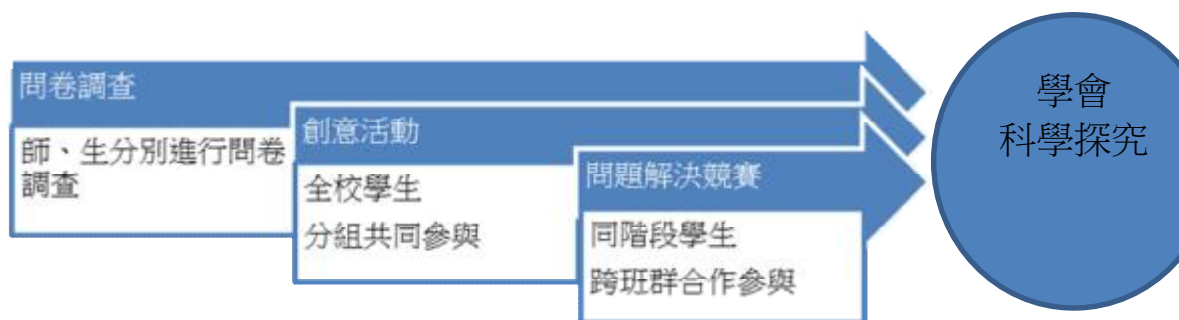 問卷調查
師、生分別進行問卷
調查
創意活動
全校學生
分組共同參與
問題解決競賽
同階段學生
跨班群合作參與
學會
科學探究